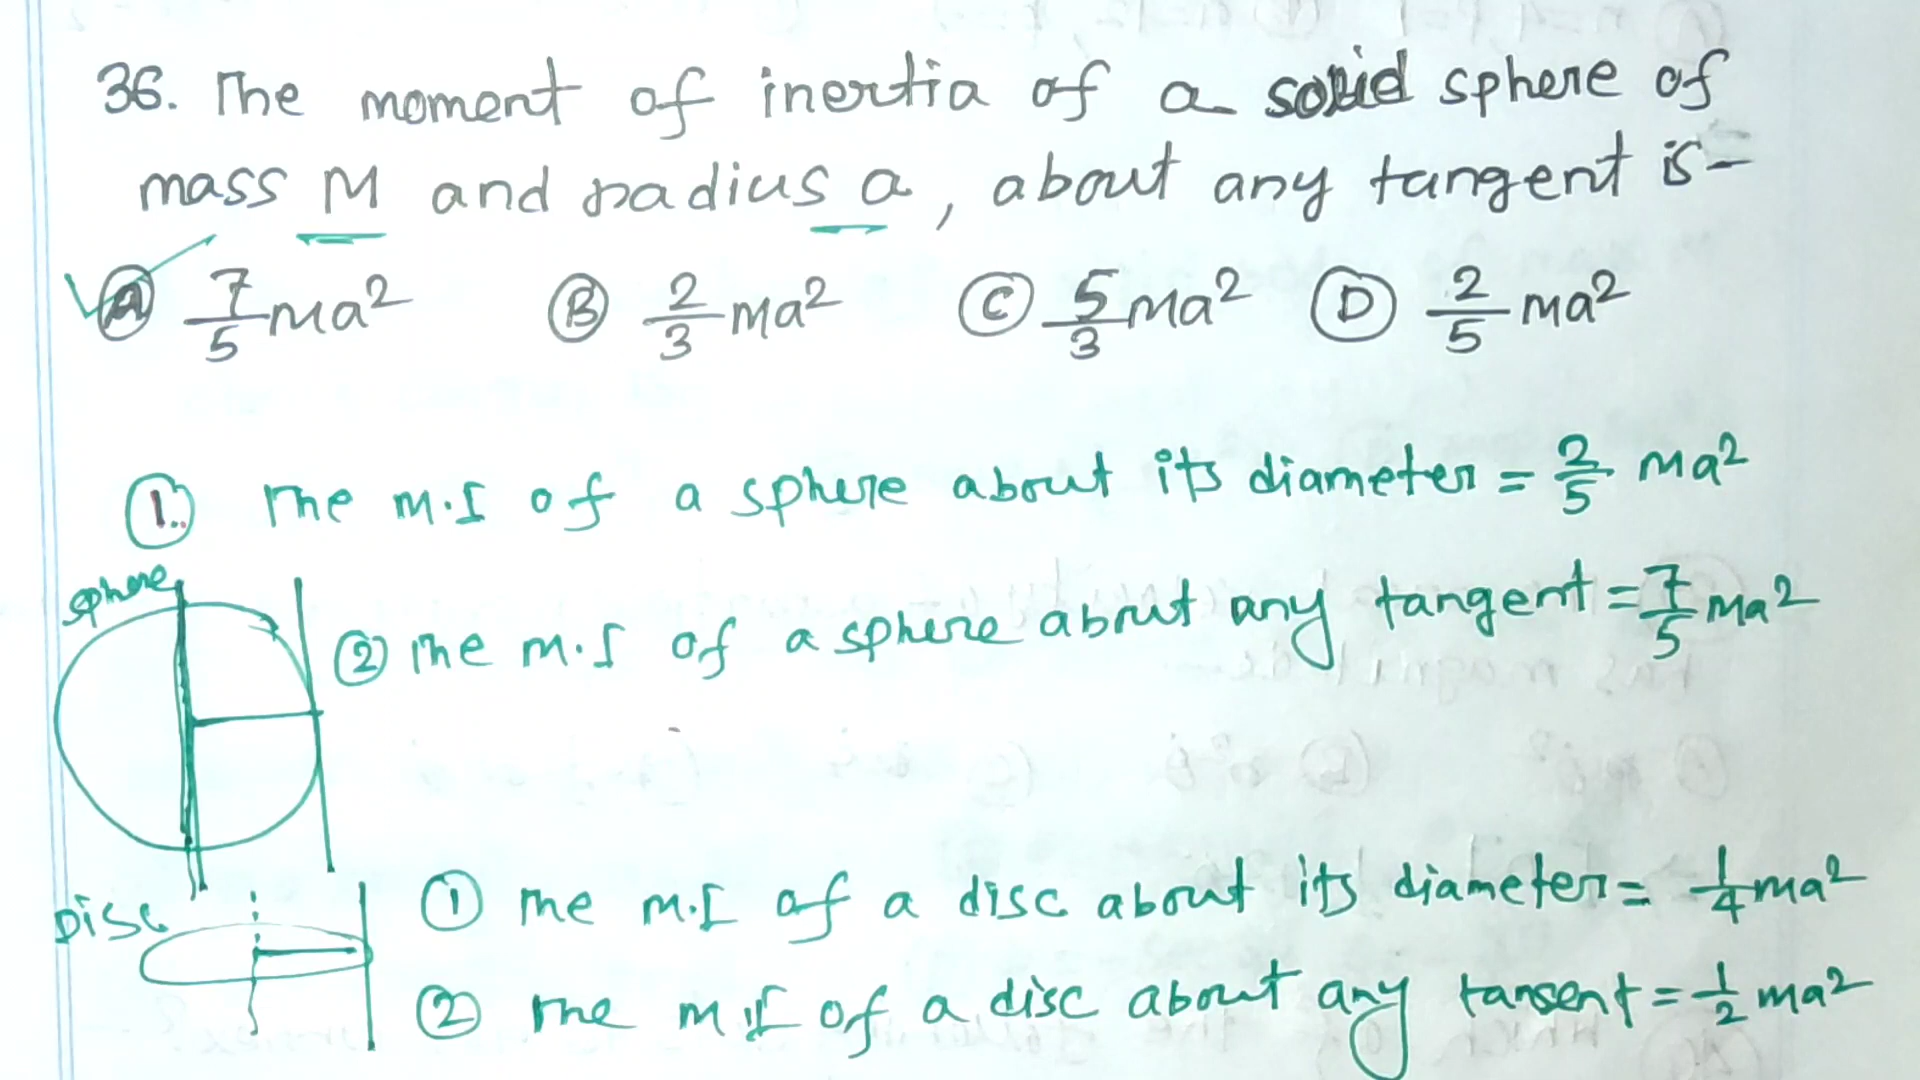 36. The moment of inertia of a solid sphere of
mass M and radius a, about any tangent is-
Ⓐ 7/5 Ma² Ⓑ 2/3 Ma² Ⓒ 5/3 Ma² Ⓓ 2/5 Ma²
① The M.I of a sphere about its diameter = 2/5 Ma²
sphere
② The M.I of a sphere about any tangent = 7/5 Ma²
Disc
① The M.I of a disc about its diameter = 1/4 Ma²
② The M.I of a disc about any tansent = 1/2 Ma²